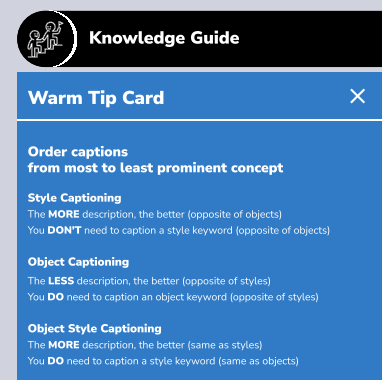 Knowledge Guide
Warm Tip Card
Order captions
from most to least prominent concept
Style Captioning
The MORE description, the better (opposite of objects)
You DON'T need to caption a style keyword (opposite of objects)
Object Captioning
The LESS description, the better (opposite of styles)
You DO need to caption an object keyword (opposite of styles)
Object Style Captioning
The MORE description, the better (same as styles)
You DO need to caption a style keyword (same as objects)